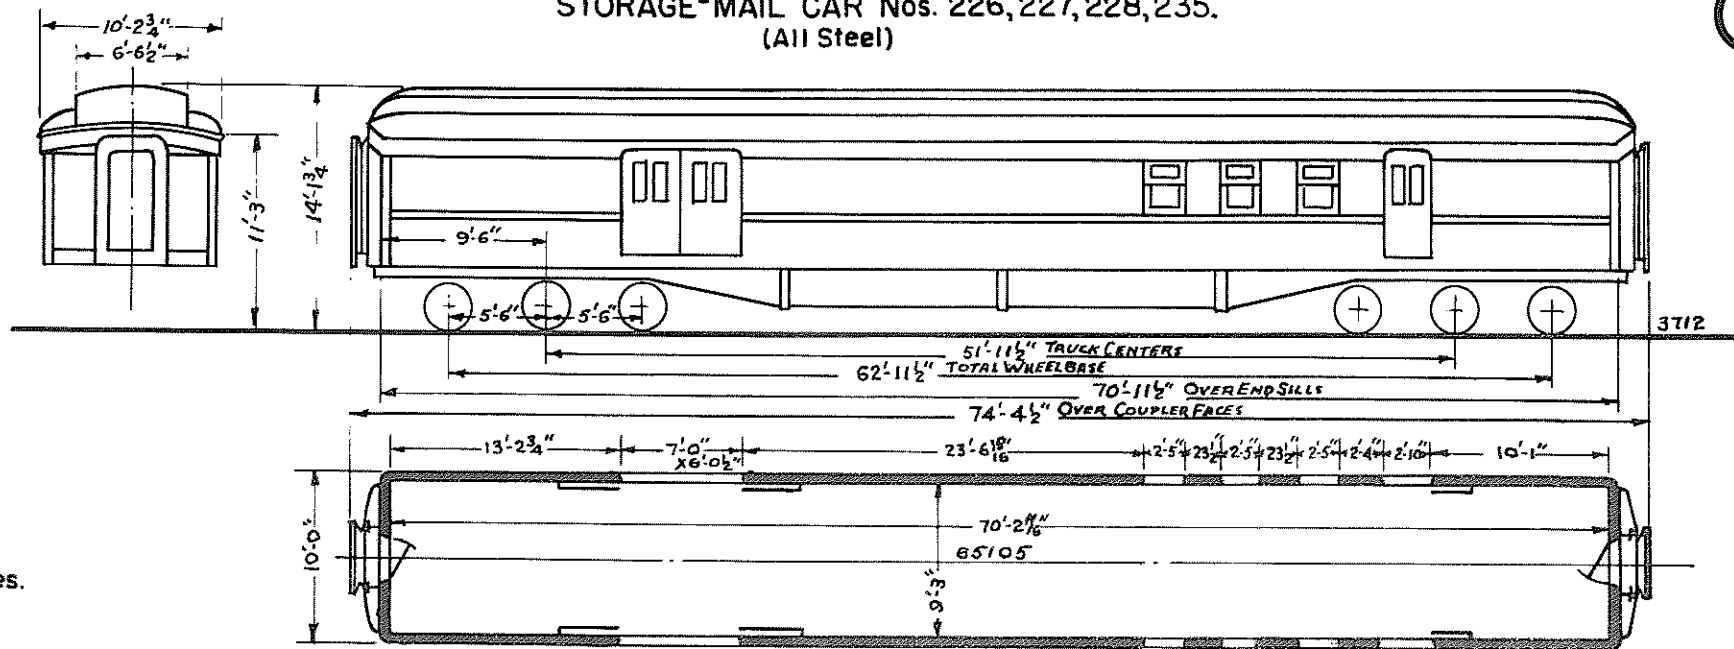 STORAGE-MAIL CAR Nos. 226, 227, 228, 235.
(All Steel)
10'-2¾"
6'-6½"
11'-3"
14'-1¾"
9'-6"
5'-6" 5'-6"
3712
51'-11½" TRUCK CENTERS
62'-11½" TOTAL WHEELBASE
70'-11½" OVER END SILLS
74'-4½" OVER COUPLER FACES
13'-2¾" 7'-0" 2'-5" 23½" 2'-5" 23½" 2'-5" 2'-4" 2'-10" 10'-1"
X6'-0½"
10'-0"
65105
9'-3"
es.